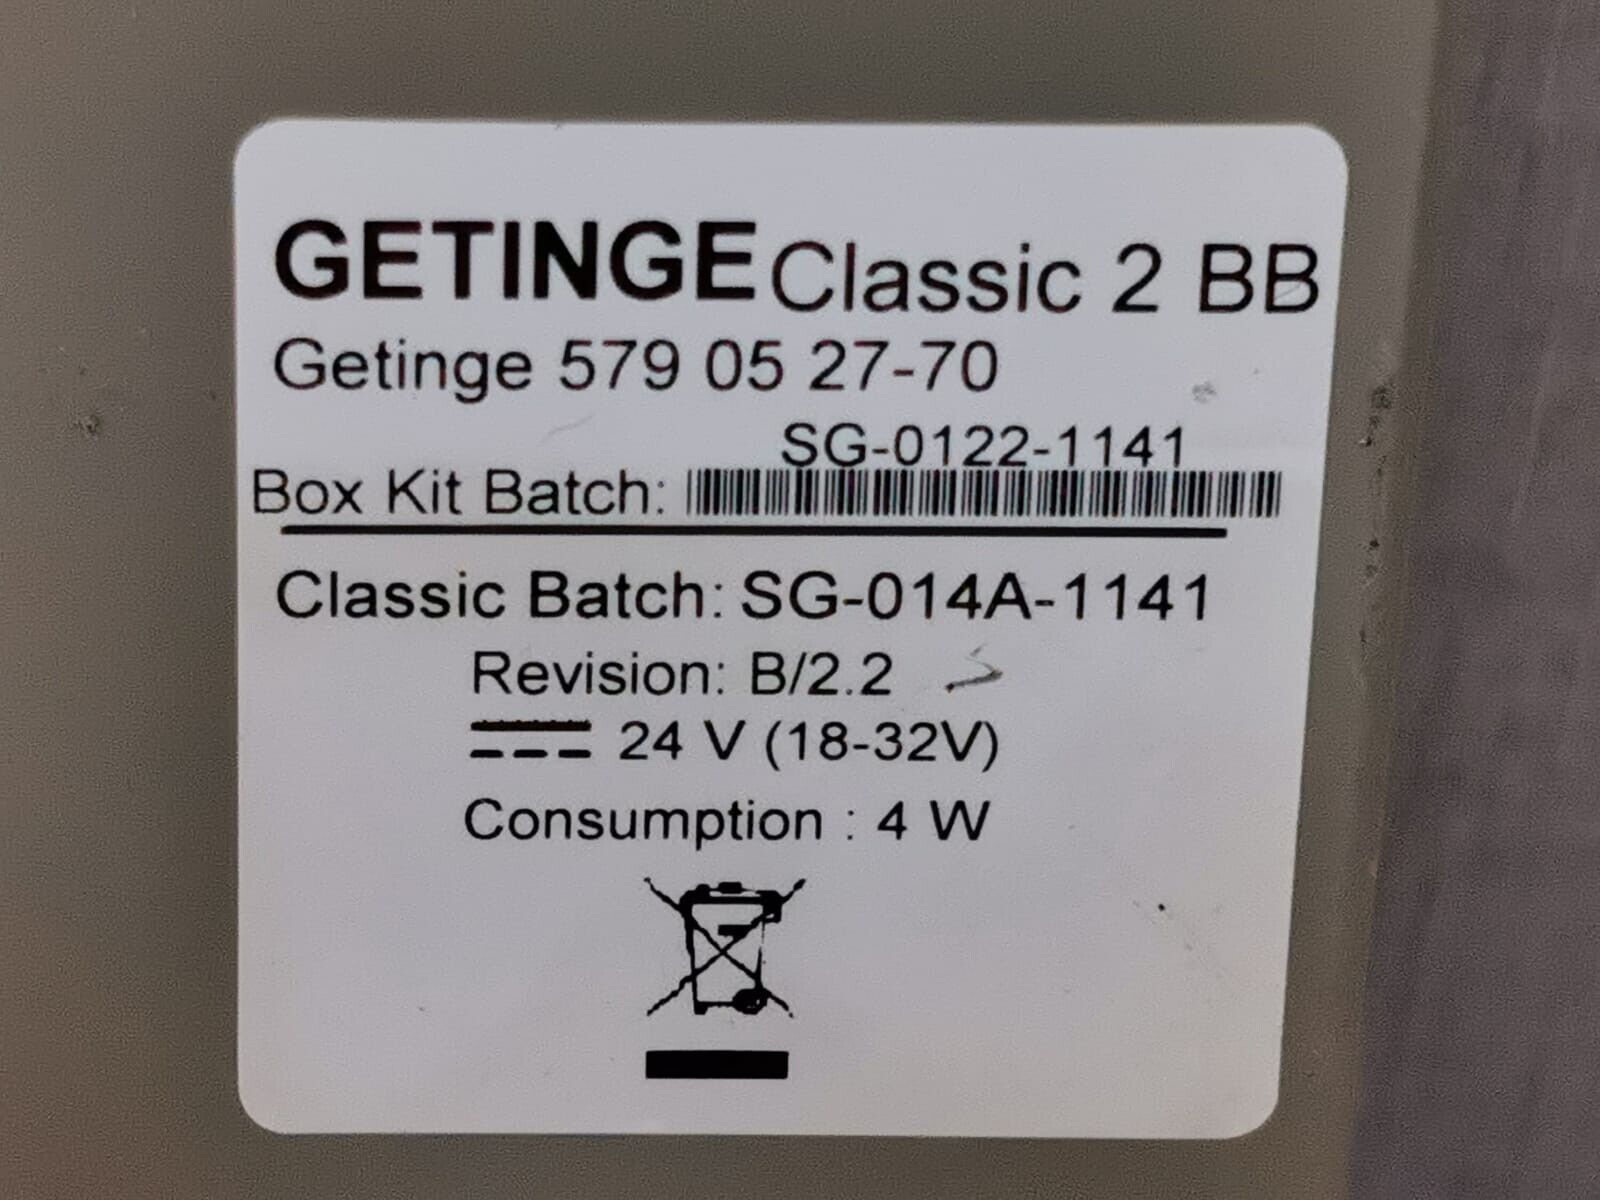 GETINGE Classic 2 BB
Getinge 579 05 27-70
SG-0122-1141
Box Kit Batch:
Classic Batch: SG-014A-1141
Revision: B/2.2
24 V (18-32V)
Consumption : 4 W